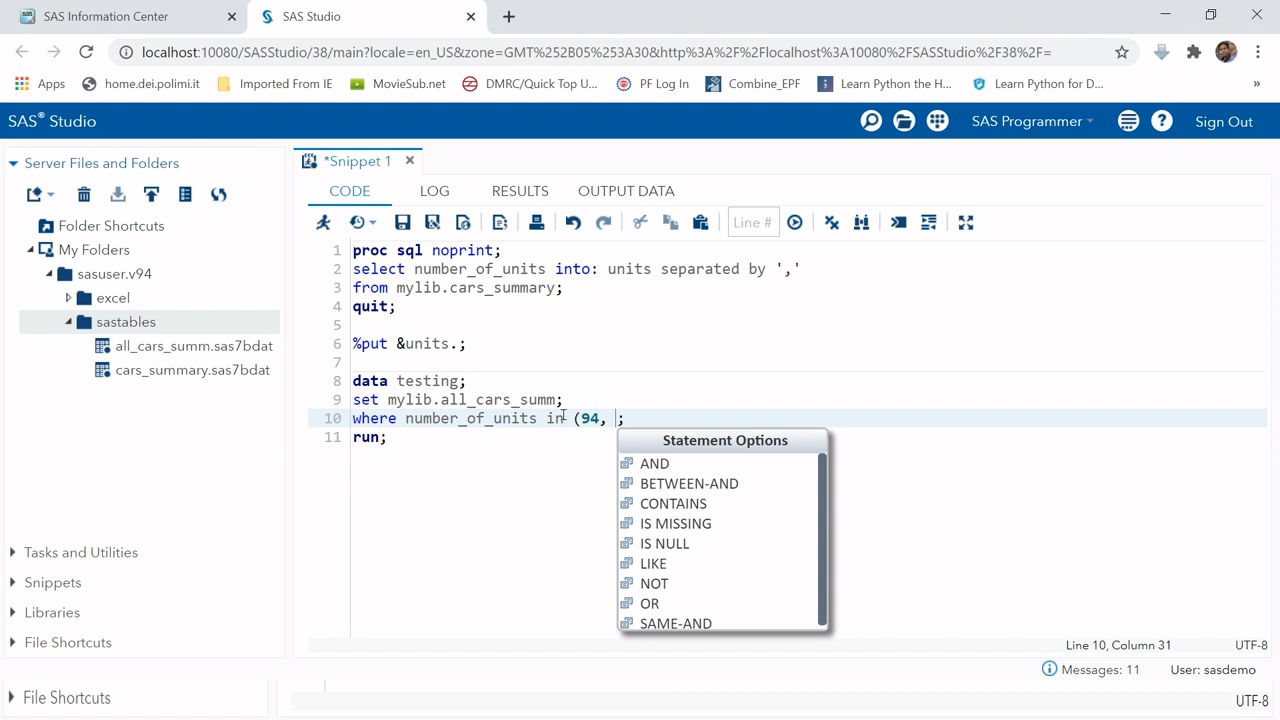 SAS Information Center
SAS Studio
localhost:10080/SASStudio/38/main?locale=en_US&zone=GMT%252B05%253A30&http%3A%2F%2Flocalhost%3A10080%2FSASStudio%2F38%2F=
Apps home.dei.polimi.it Imported From IE MovieSub.net DMRC/Quick Top U... PF Log In Combine_EPF Learn Python the H... Learn Python for D... »
SAS® Studio
SAS Programmer
Sign Out
Server Files and Folders
Folder Shortcuts
My Folders
sasuser.v94
excel
sastables
all_cars_summ.sas7bdat
cars_summary.sas7bdat
Tasks and Utilities
Snippets
Libraries
File Shortcuts
*Snippet 1
CODE LOG RESULTS OUTPUT DATA
Line #
1 proc sql noprint;
2 select number_of_units into: units separated by ','
3 from mylib.cars_summary;
4 quit;
5
6 %put &units.;
7
8 data testing;
9 set mylib.all_cars_summ;
10 where number_of_units in (94, ;
11 run;
Statement Options
AND
BETWEEN-AND
CONTAINS
IS MISSING
IS NULL
LIKE
NOT
OR
SAME-AND
Line 10, Column 31
UTF-8
Messages: 11
User: sasdemo
File Shortcuts
UTF-8